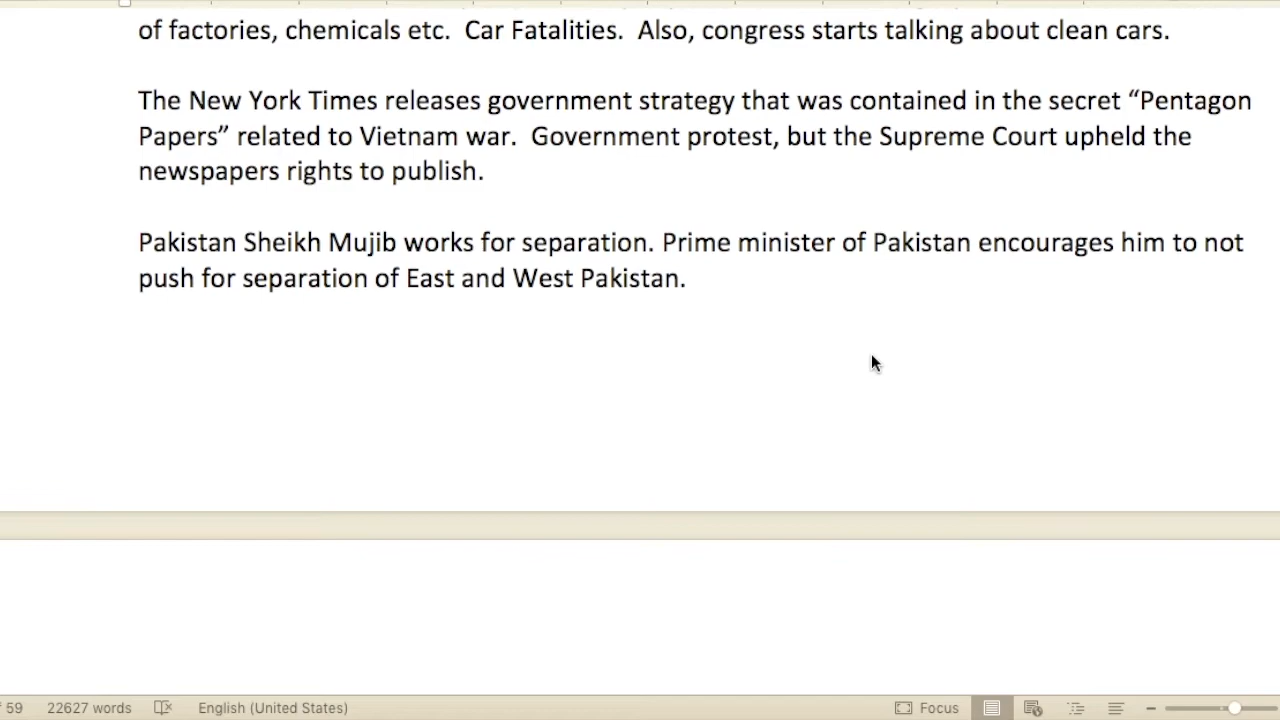 of factories, chemicals etc.  Car Fatalities.  Also, congress starts talking about clean cars.
The New York Times releases government strategy that was contained in the secret “Pentagon
Papers” related to Vietnam war.  Government protest, but the Supreme Court upheld the
newspapers rights to publish.
Pakistan Sheikh Mujib works for separation. Prime minister of Pakistan encourages him to not
push for separation of East and West Pakistan.
59 22627 words English (United States) Focus